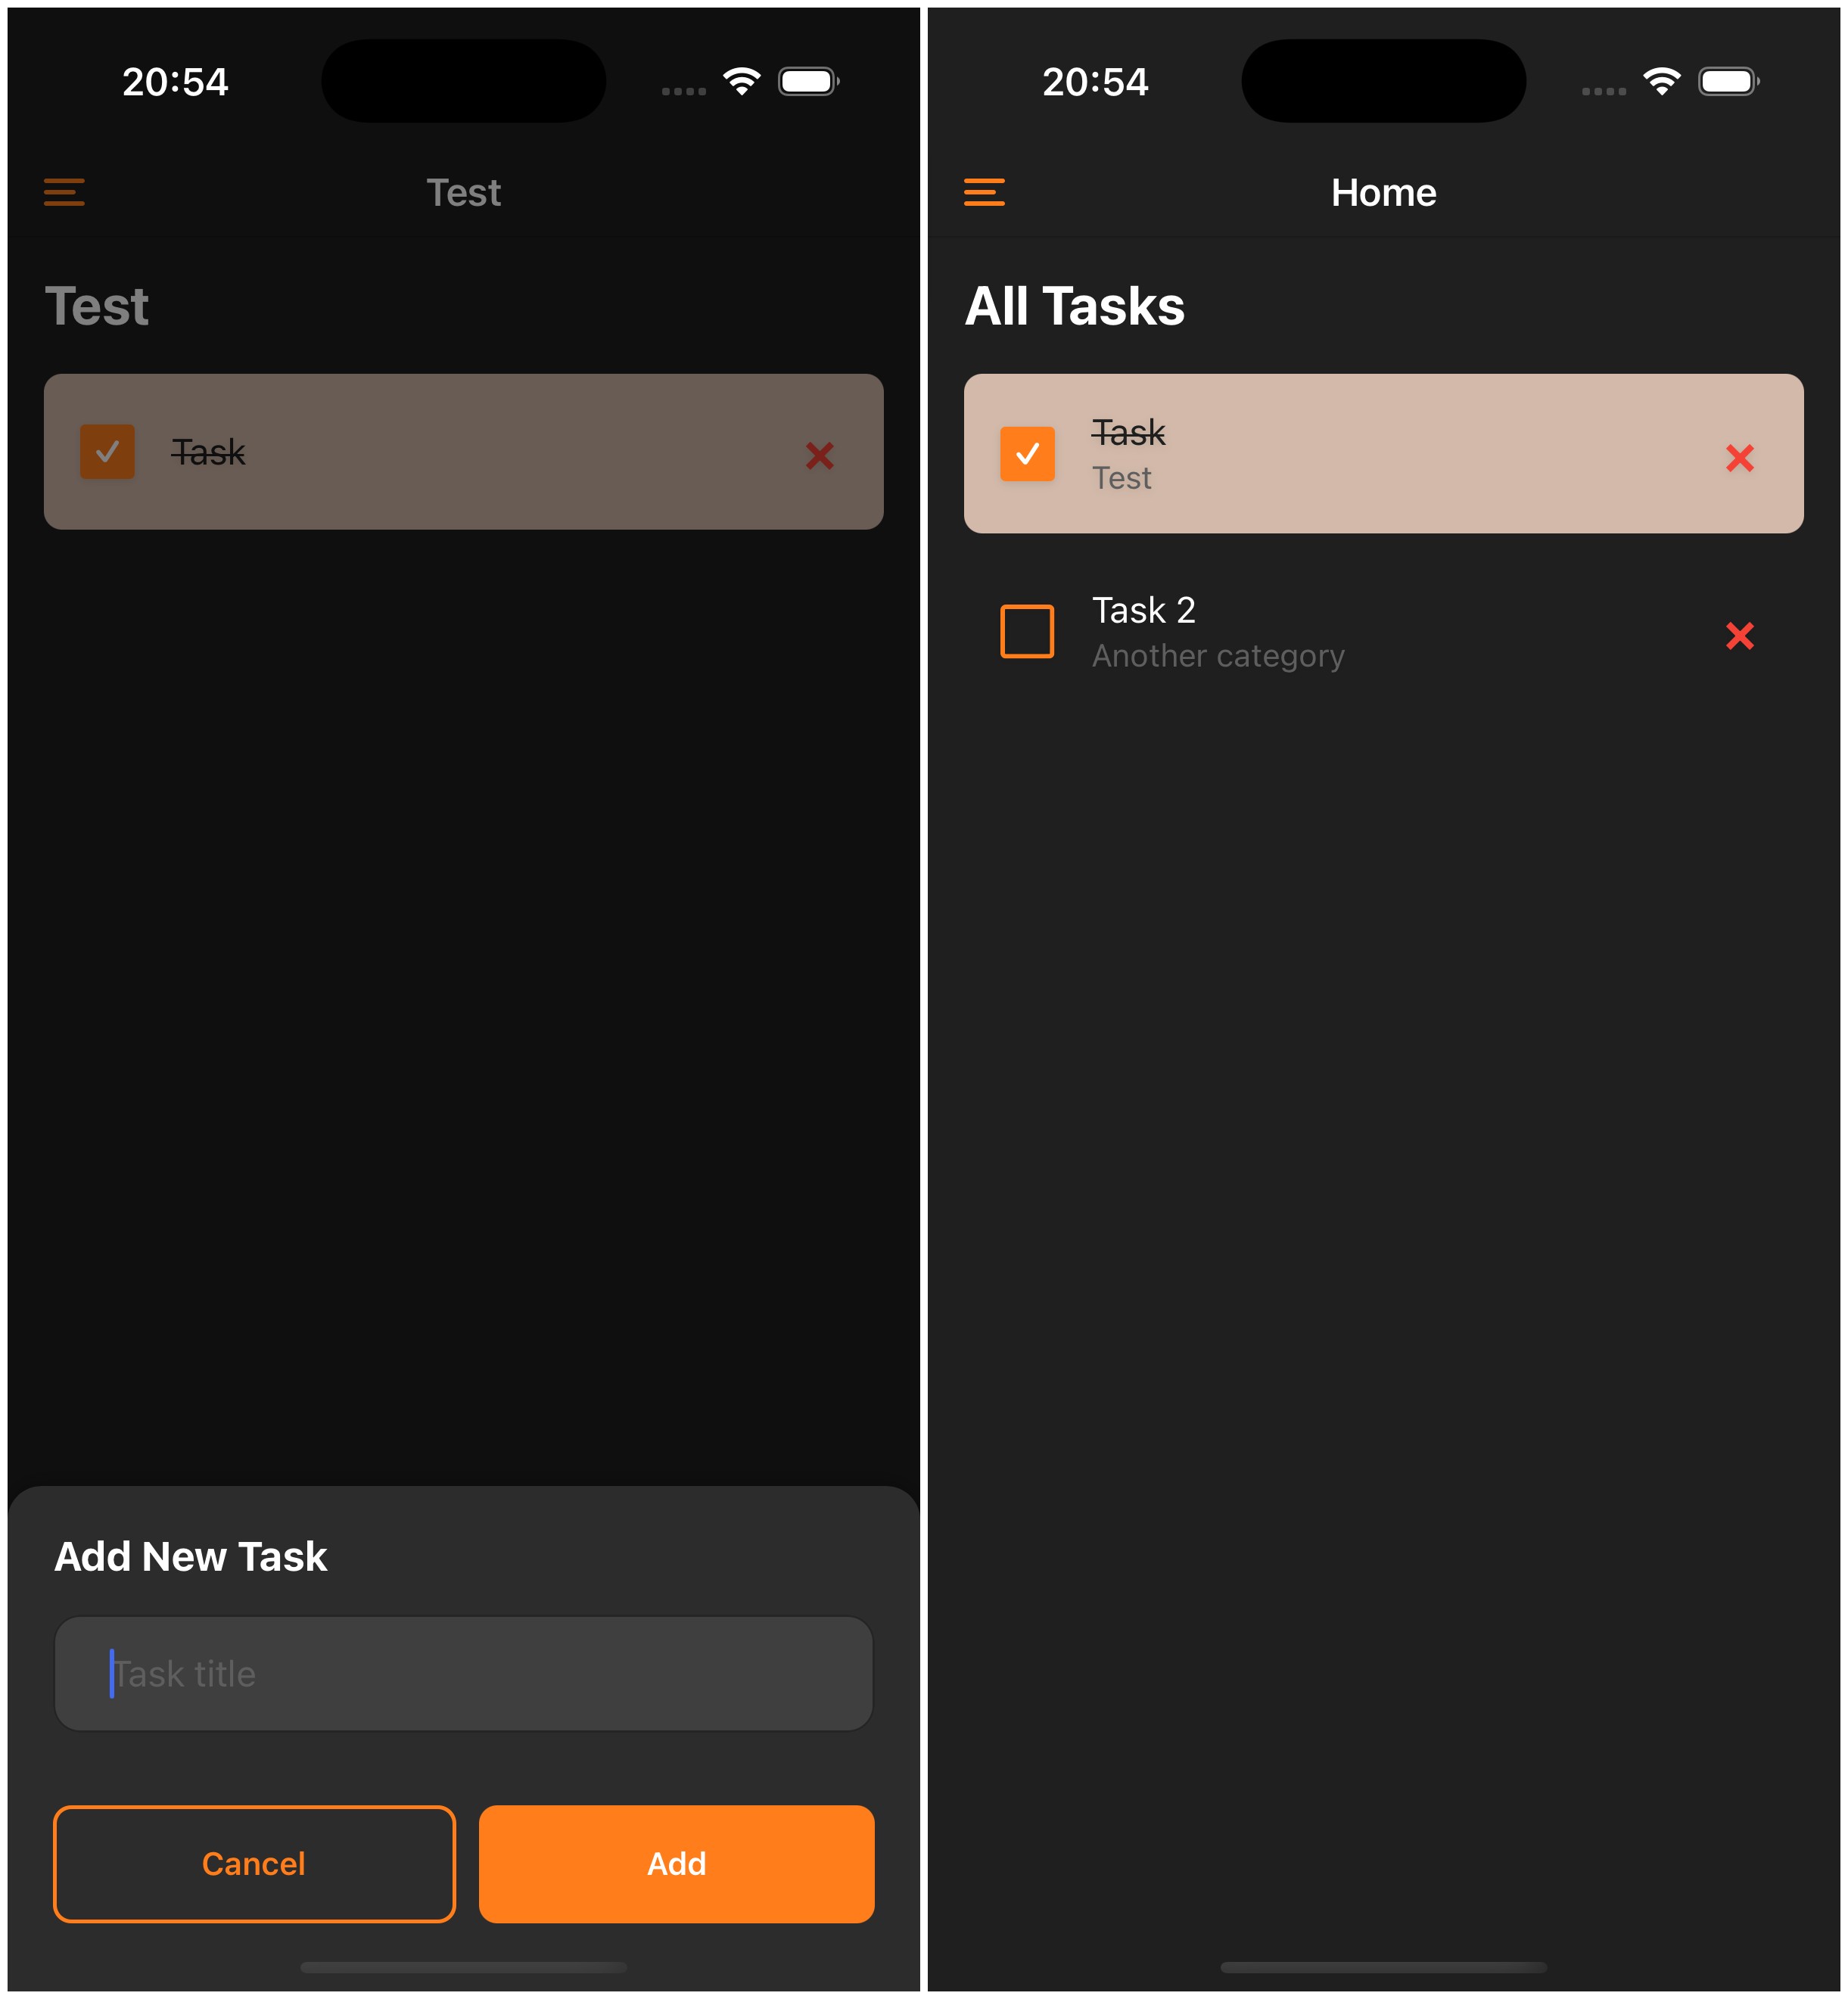 20:54
Test
Test
Task
Add New Task
Task title
Cancel
Add
20:54
Home
All Tasks
Task
Test
Task 2
Another category